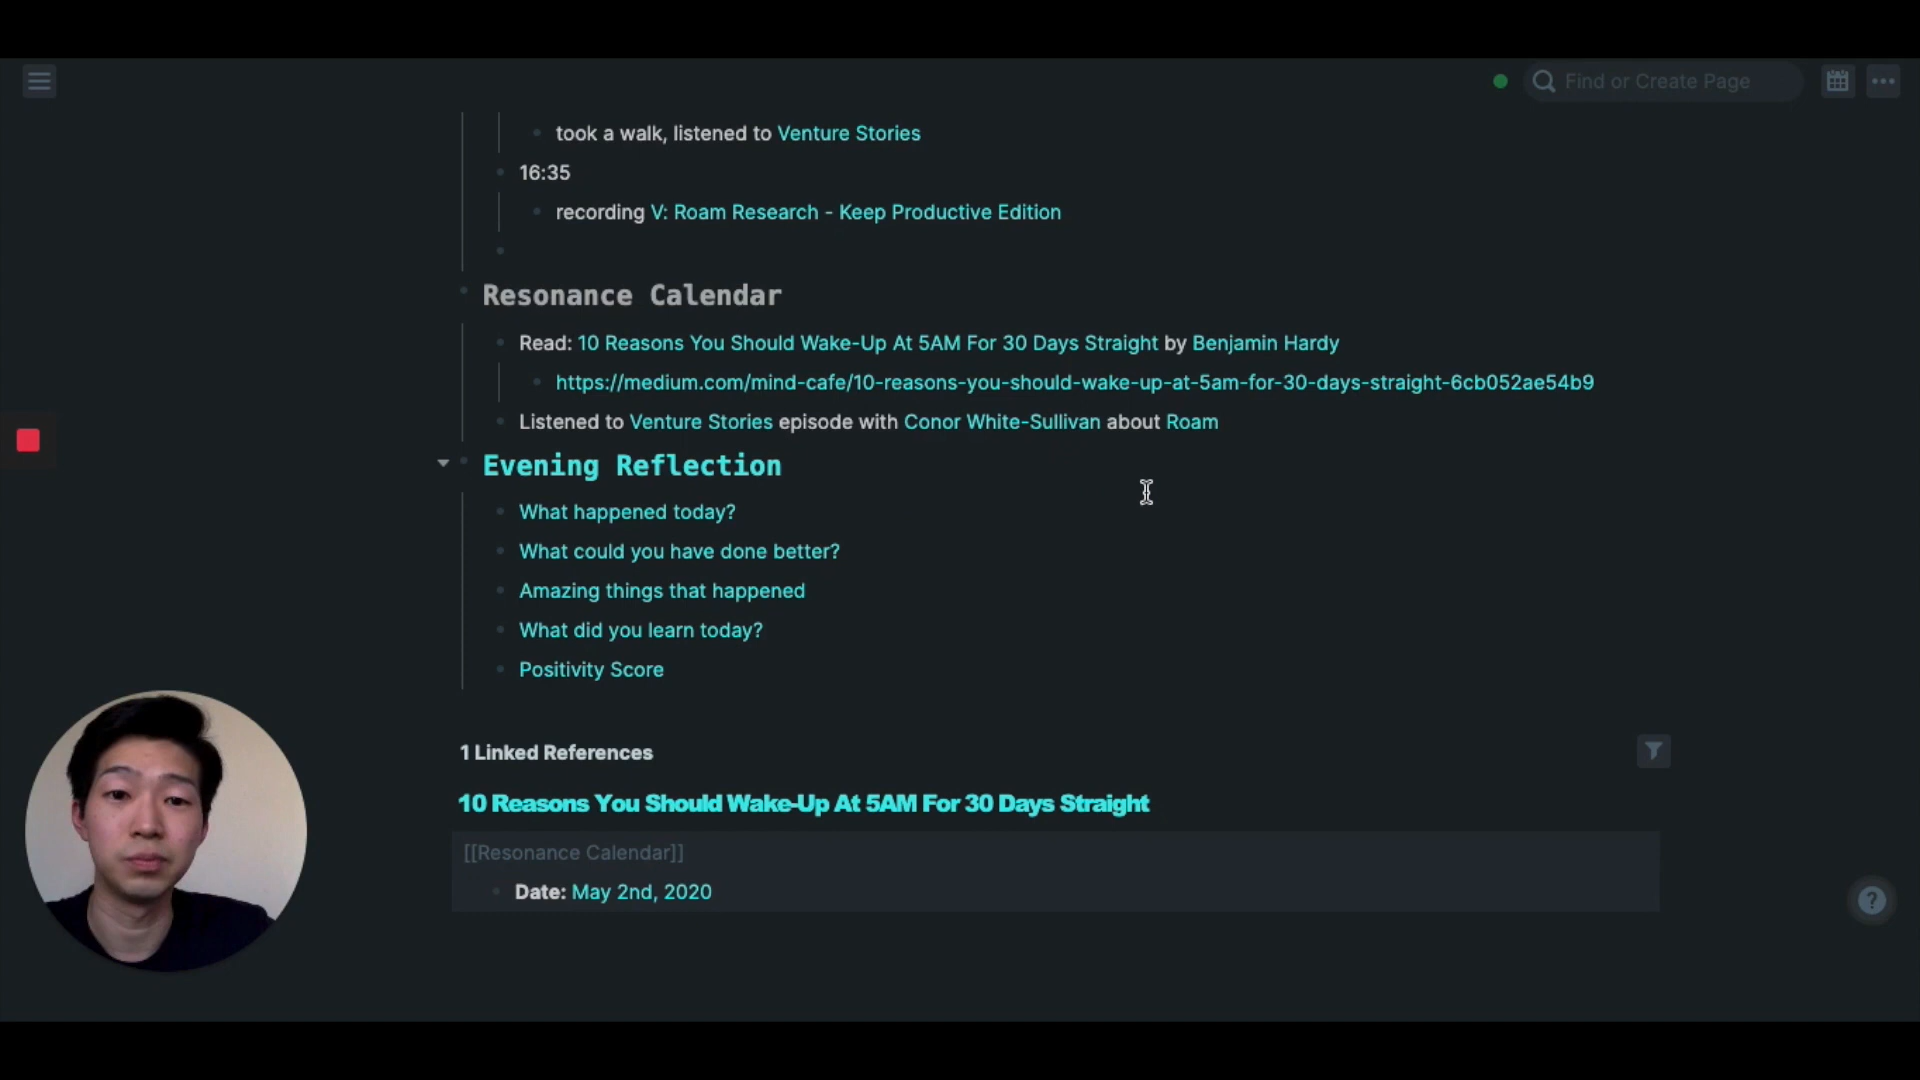 Find or Create Page
took a walk, listened to Venture Stories
16:35
recording V: Roam Research - Keep Productive Edition
Resonance Calendar
Read: 10 Reasons You Should Wake-Up At 5AM For 30 Days Straight by Benjamin Hardy
https://medium.com/mind-cafe/10-reasons-you-should-wake-up-at-5am-for-30-days-straight-6cb052ae54b9
Listened to Venture Stories episode with Conor White-Sullivan about Roam
Evening Reflection
What happened today?
What could you have done better?
Amazing things that happened
What did you learn today?
Positivity Score
1 Linked References
10 Reasons You Should Wake-Up At 5AM For 30 Days Straight
[[Resonance Calendar]]
Date: May 2nd, 2020
?